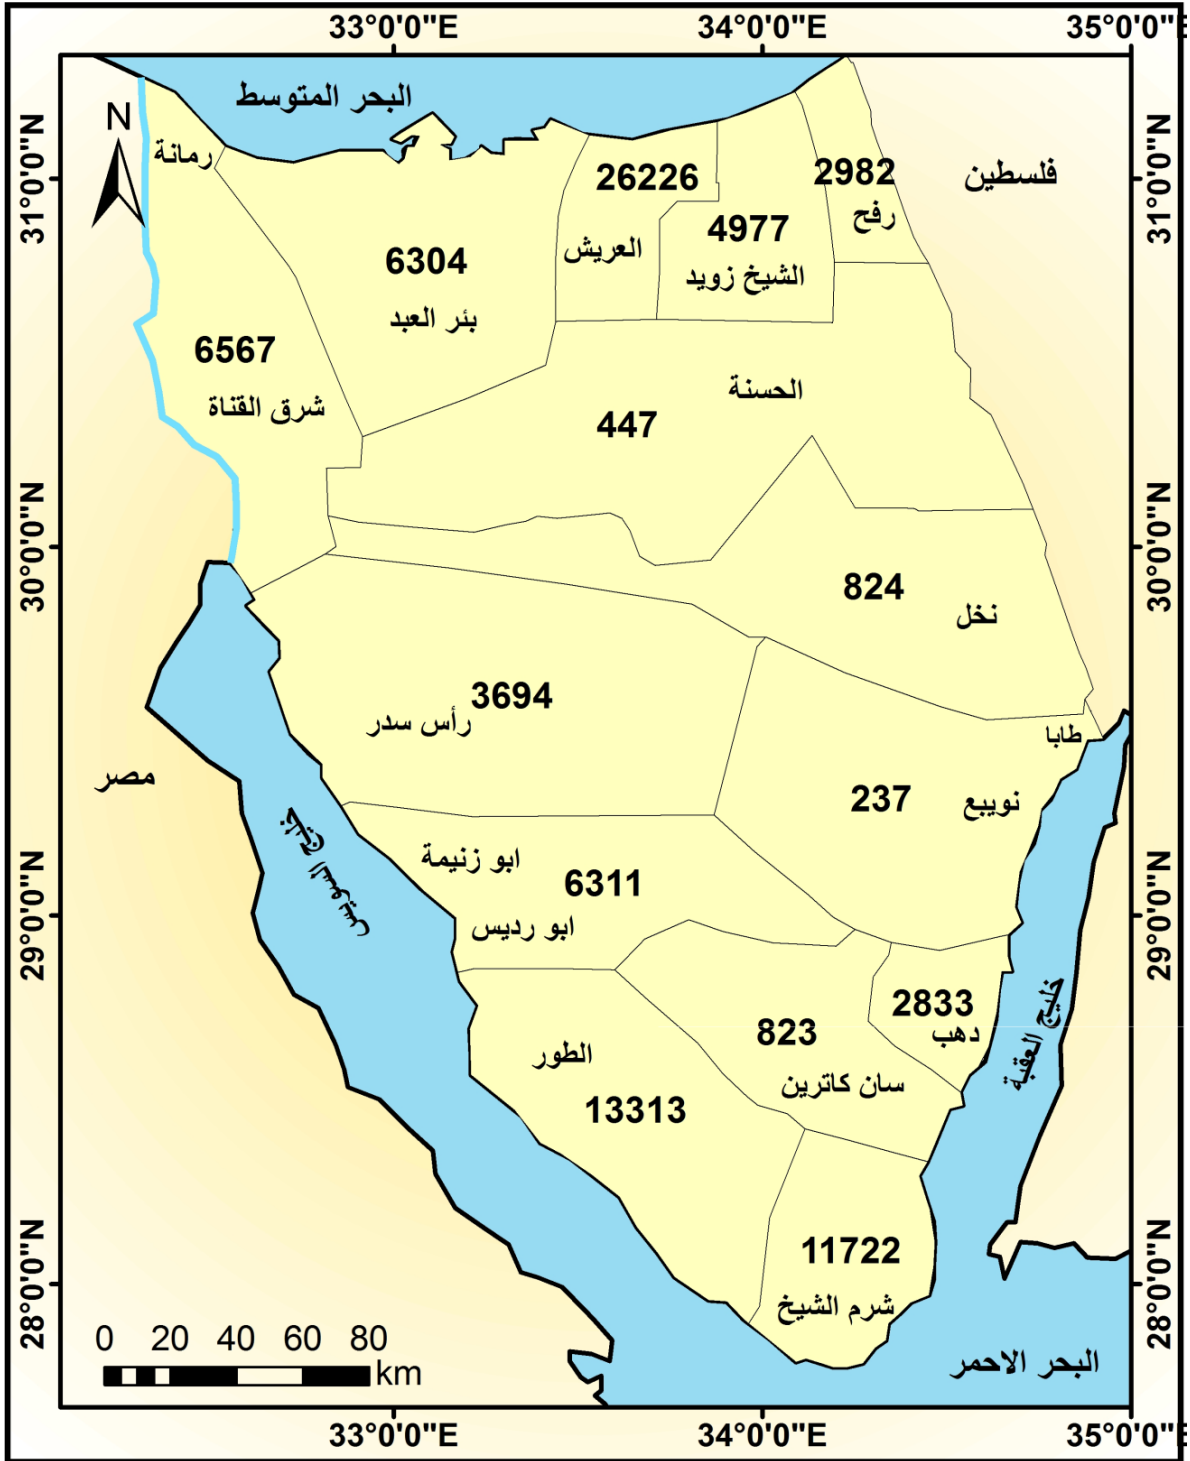 33°0'0"E
34°0'0"E
35°0'0"E
البحر المتوسط
N
رمانة
31°0'0"N
31°0'0"N
26226
2982
فلسطين
رفح
4977
العريش
الشيخ زويد
6304
بئر العبد
6567
شرق القناة
الحسنة
447
30°0'0"N
30°0'0"N
824
نخل
3694
رأس سدر
طابا
مصر
237
نويبع
خليج السويس
ابو زنيمة
6311
ابو رديس
29°0'0"N
29°0'0"N
2833
دهب
خليج العقبة
823
سان كاترين
الطور
13313
11722
شرم الشيخ
28°0'0"N
28°0'0"N
0 20 40 60 80
km
البحر الاحمر
33°0'0"E
34°0'0"E
35°0'0"E